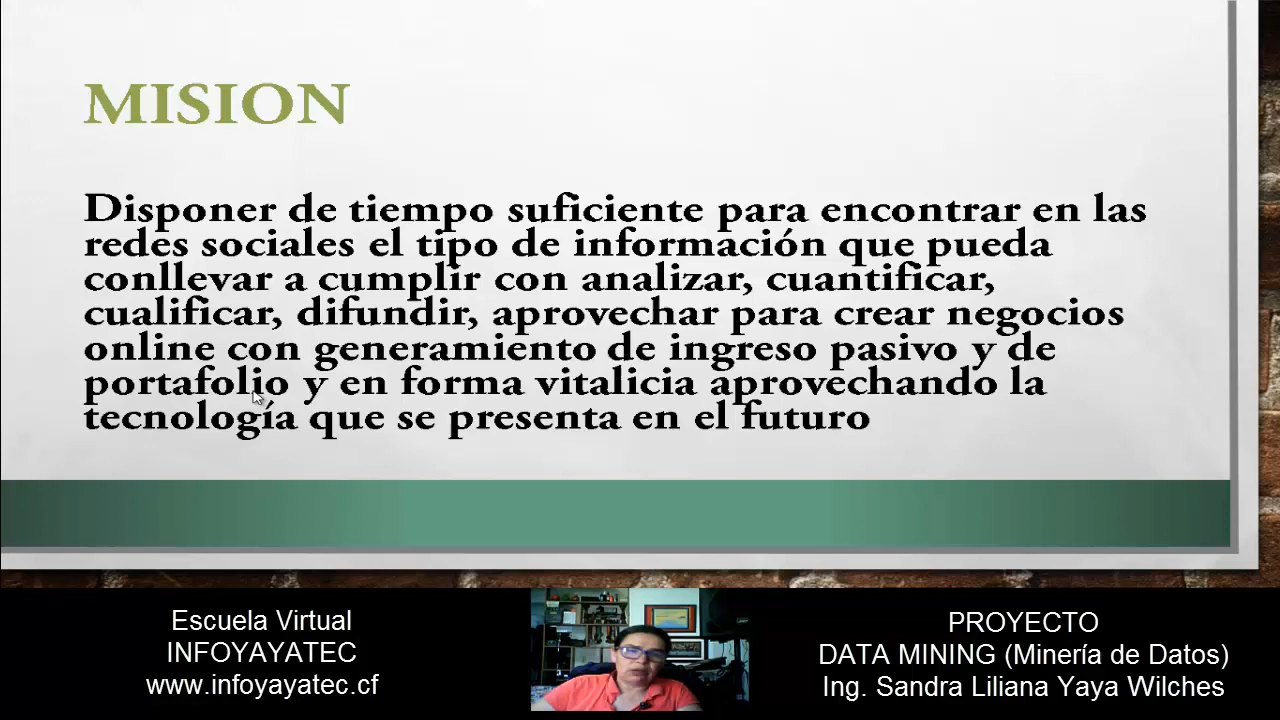 MISION
Disponer de tiempo suficiente para encontrar en las
redes sociales el tipo de información que pueda
conllevar a cumplir con analizar, cuantificar,
cualificar, difundir, aprovechar para crear negocios
online con generamiento de ingreso pasivo y de
portafolio y en forma vitalicia aprovechando la
tecnología que se presenta en el futuro
Escuela Virtual
INFOYAYATEC
www.infoyayatec.cf
PROYECTO
DATA MINING (Minería de Datos)
Ing. Sandra Liliana Yaya Wilches